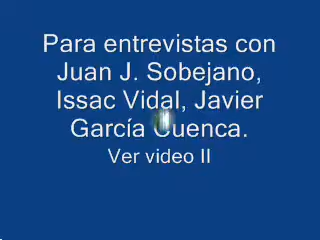 Para entrevistas con
Juan J. Sobejano,
Issac Vidal, Javier
García Cuenca.
Ver video II